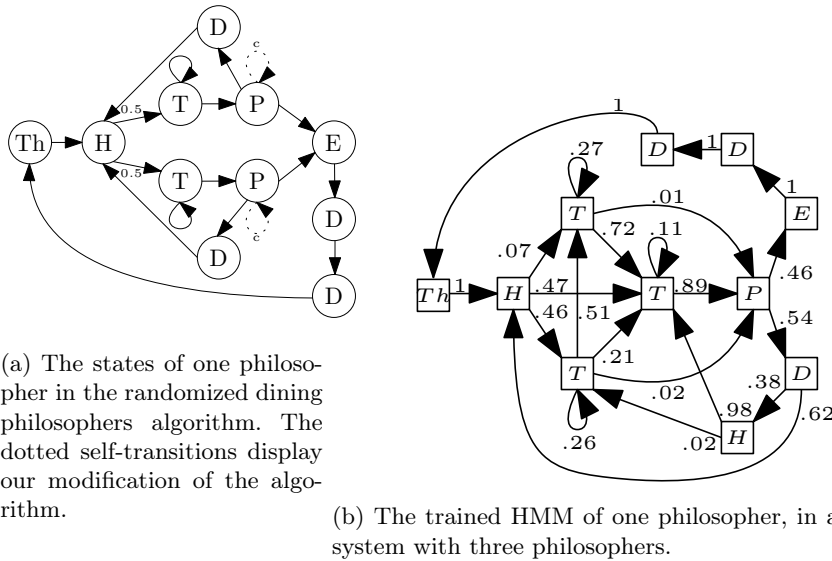 D
c
T
P
0.5
Th
H
E
0.5
T
P
D
c
D
D
(a) The states of one philoso-
pher in the randomized dining
philosophers algorithm. The
dotted self-transitions display
our modification of the algo-
rithm.
1
D
1
D
.27
1
.01
T
E
.72
.11
.07
.46
Th
1
H
.47
T
.89
P
.46
.51
.54
.21
T
.38
D
.02
.98
.62
.26
.02
H
(b) The trained HMM of one philosopher, in a
system with three philosophers.